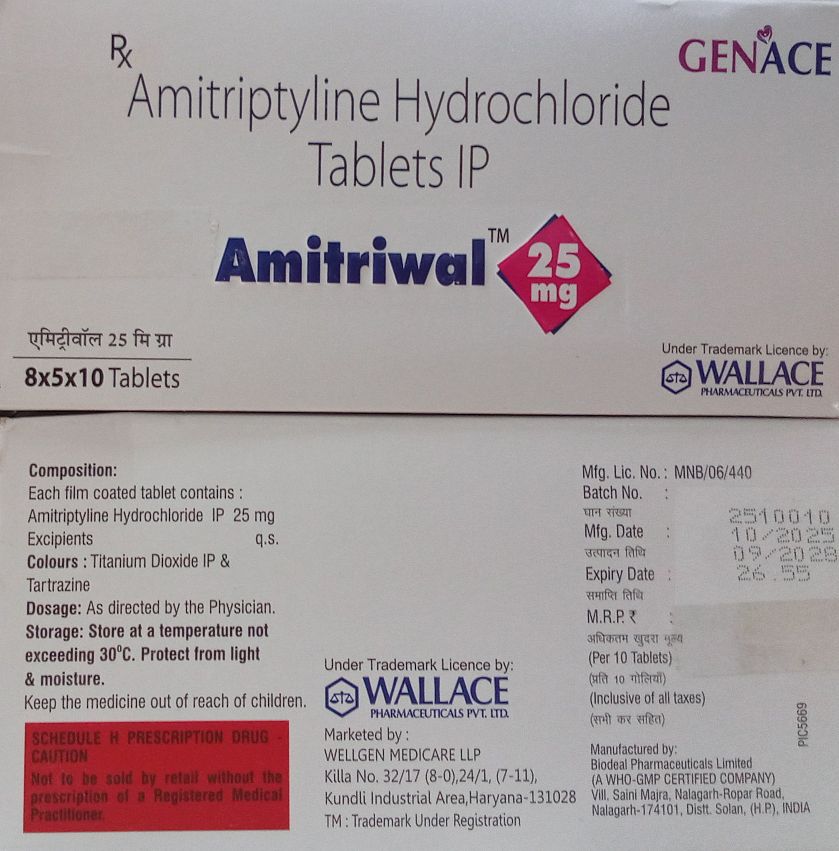 Rx
GENACE
Amitriptyline Hydrochloride
Tablets IP
Amitriwal™ 25 mg
एमिट्रीवॉल 25 मि ग्रा
8x5x10 Tablets
Under Trademark Licence by:
WALLACE
PHARMACEUTICALS PVT. LTD.
Composition:
Each film coated tablet contains :
Amitriptyline Hydrochloride IP 25 mg
Excipients q.s.
Colours : Titanium Dioxide IP &
Tartrazine
Dosage: As directed by the Physician.
Storage: Store at a temperature not
exceeding 30⁰C. Protect from light
& moisture.
Keep the medicine out of reach of children.
SCHEDULE H PRESCRIPTION DRUG -
CAUTION
Not to be sold by retail without the
prescription of a Registered Medical
Practitioner.
Under Trademark Licence by:
WALLACE
PHARMACEUTICALS PVT. LTD.
Marketed by :
WELLGEN MEDICARE LLP
Killa No. 32/17 (8-0),24/1, (7-11),
Kundli Industrial Area,Haryana-131028
TM : Trademark Under Registration
Mfg. Lic. No. : MNB/06/440
Batch No. :
घान संख्या 2510010
Mfg. Date : 10/2025
उत्पादन तिथि 09/2028
Expiry Date : 26.55
समाप्ति तिथि
M.R.P. ₹ :
अधिकतम खुदरा मूल्य
(Per 10 Tablets)
(प्रति 10 गोलियाँ)
(Inclusive of all taxes)
(सभी कर सहित)
PIC5669
Manufactured by:
Biodeal Pharmaceuticals Limited
(A WHO-GMP CERTIFIED COMPANY)
Vill. Saini Majra, Nalagarh-Ropar Road,
Nalagarh-174101, Distt. Solan, (H.P.), INDIA